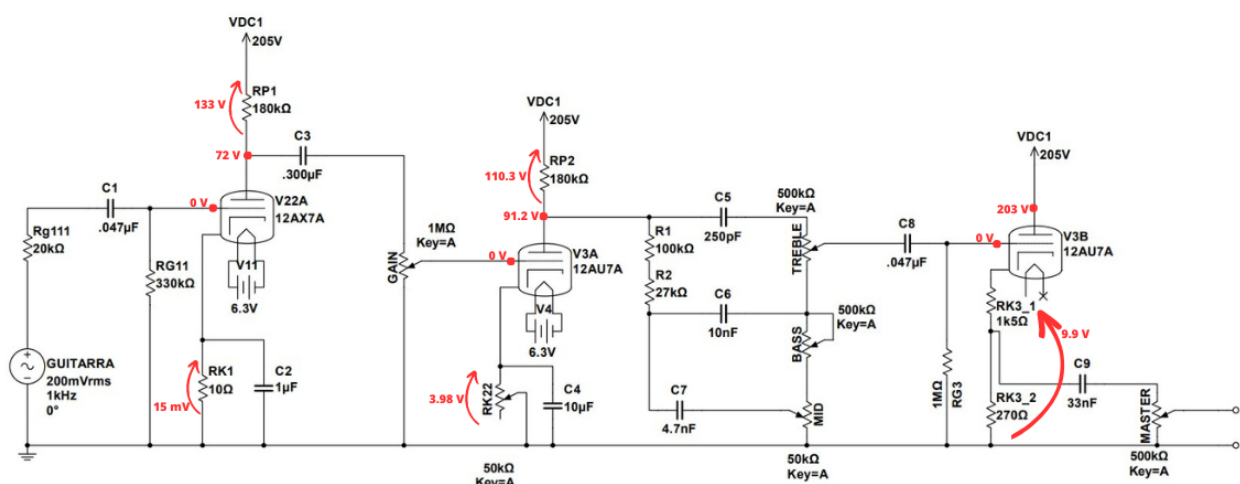 VDC1
205V
RP1
180kΩ
133 V
72 V
C3
.300µF
VDC1
205V
RP2
180kΩ
110.3 V
91.2 V
VDC1
205V
203 V
C1
.047µF
0 V
V22A
12AX7A
Rg111
20kΩ
RG11
330kΩ
V11
6.3V
1MΩ
Key=A
GAIN
0 V
V3A
12AU7A
V4
6.3V
R1
100kΩ
R2
27kΩ
C5
250pF
500kΩ
Key=A
TREBLE
C8
.047µF
0 V
V3B
12AU7A
C6
10nF
500kΩ
Key=A
BASS
RK3_1
1k5Ω
9.9 V
GUITARRA
200mVrms
1kHz
0°
RK1
10Ω
15 mV
C2
1µF
3.98 V
RK22
C4
10µF
C7
4.7nF
MID
1MΩ
RG3
RK3_2
270Ω
C9
33nF
MASTER
50kΩ
Key=A
50kΩ
Key=A
500kΩ
Key=A